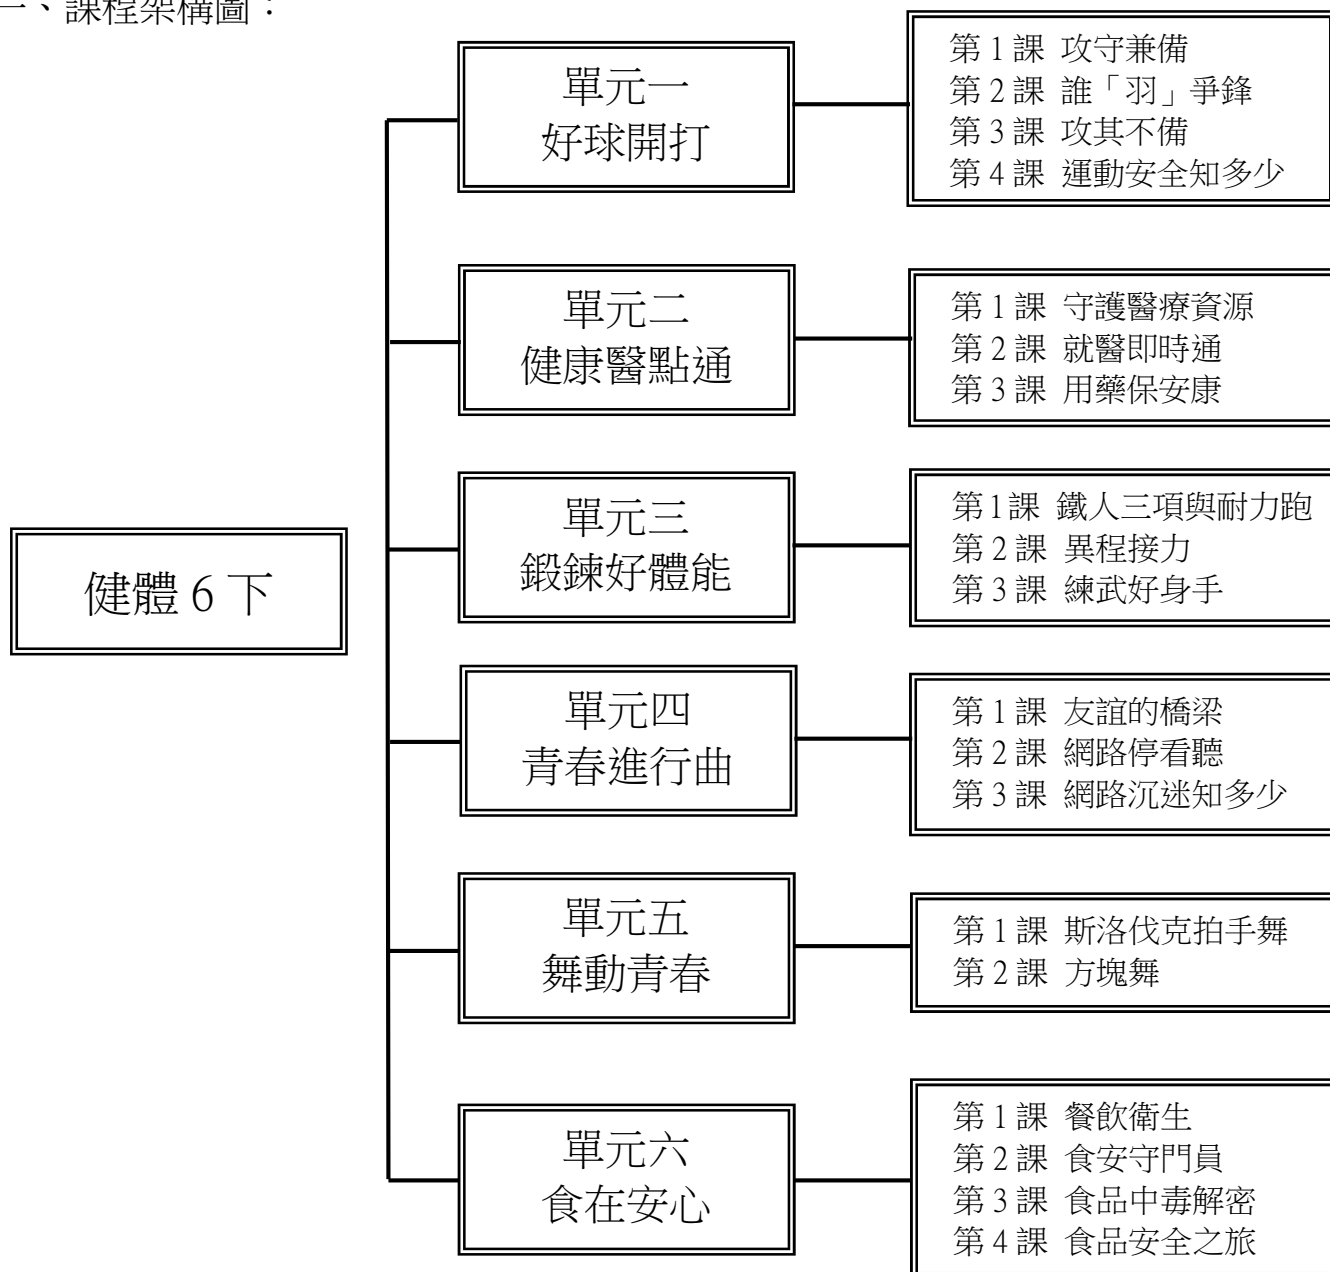 一、課程架構圖：
健體 6 下
單元一
好球開打
第 1 課 攻守兼備
第 2 課 誰「羽」爭鋒
第 3 課 攻其不備
第 4 課 運動安全知多少
單元二
健康醫點通
第 1 課 守護醫療資源
第 2 課 就醫即時通
第 3 課 用藥保安康
單元三
鍛鍊好體能
第 1 課 鐵人三項與耐力跑
第 2 課 異程接力
第 3 課 練武好身手
單元四
青春進行曲
第 1 課 友誼的橋梁
第 2 課 網路停看聽
第 3 課 網路沉迷知多少
單元五
舞動青春
第 1 課 斯洛伐克拍手舞
第 2 課 方塊舞
單元六
食在安心
第 1 課 餐飲衛生
第 2 課 食安守門員
第 3 課 食品中毒解密
第 4 課 食品安全之旅